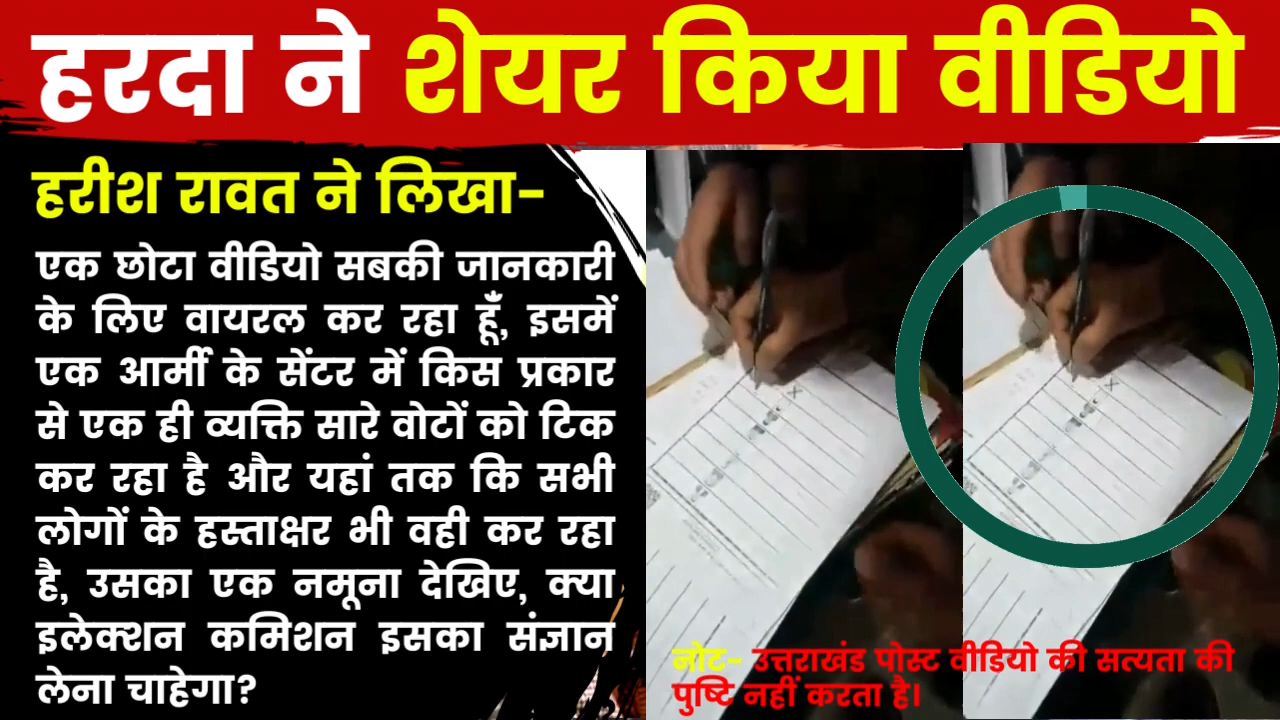 हरदा ने शेयर किया वीडियो
हरीश रावत ने लिखा-
एक छोटा वीडियो सबकी जानकारी
के लिए वायरल कर रहा हूँ, इसमें
एक आर्मी के सेंटर में किस प्रकार
से एक ही व्यक्ति सारे वोटों को टिक
कर रहा है और यहां तक कि सभी
लोगों के हस्ताक्षर भी वही कर रहा
है, उसका एक नमूना देखिए, क्या
इलेक्शन कमिशन इसका संज्ञान
लेना चाहेगा?
नोट- उत्तराखंड पोस्ट वीडियो की सत्यता की
पुष्टि नहीं करता है।